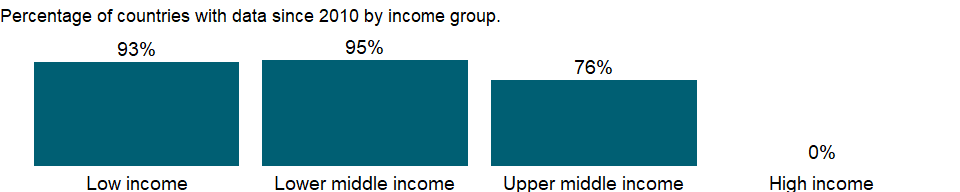 Percentage of countries with data since 2010 by income group.
93% 95% 76% 0%
Low income Lower middle income Upper middle income High income